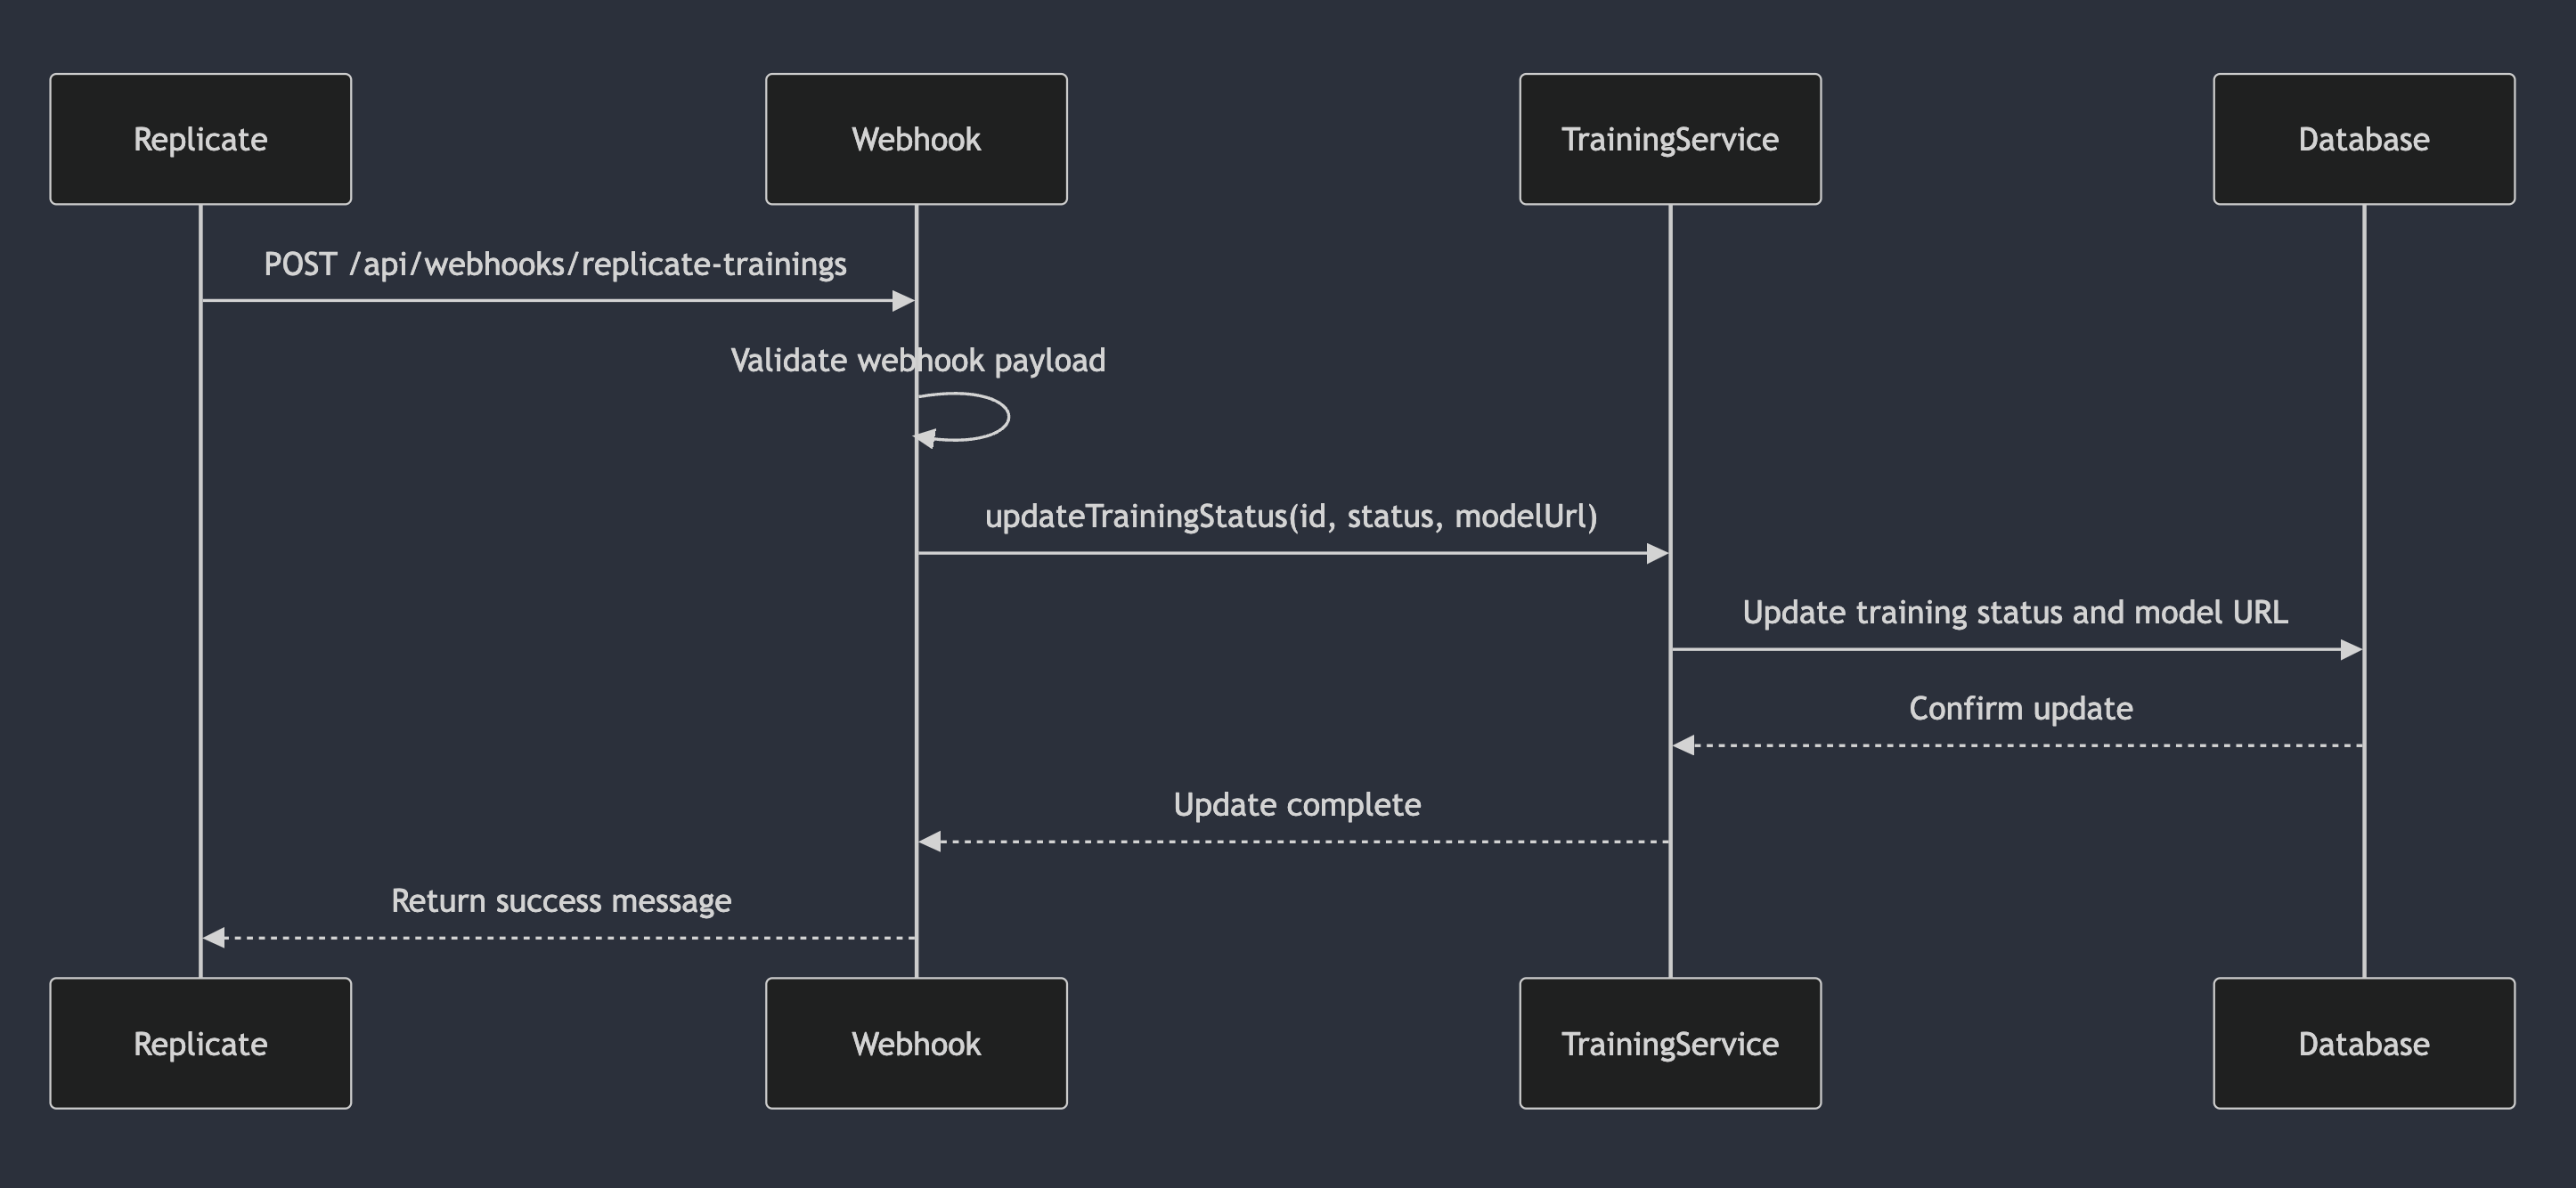 Replicate
Webhook
TrainingService
Database
POST /api/webhooks/replicate-trainings
Validate webhook payload
updateTrainingStatus(id, status, modelUrl)
Update training status and model URL
Confirm update
Update complete
Return success message
Replicate
Webhook
TrainingService
Database